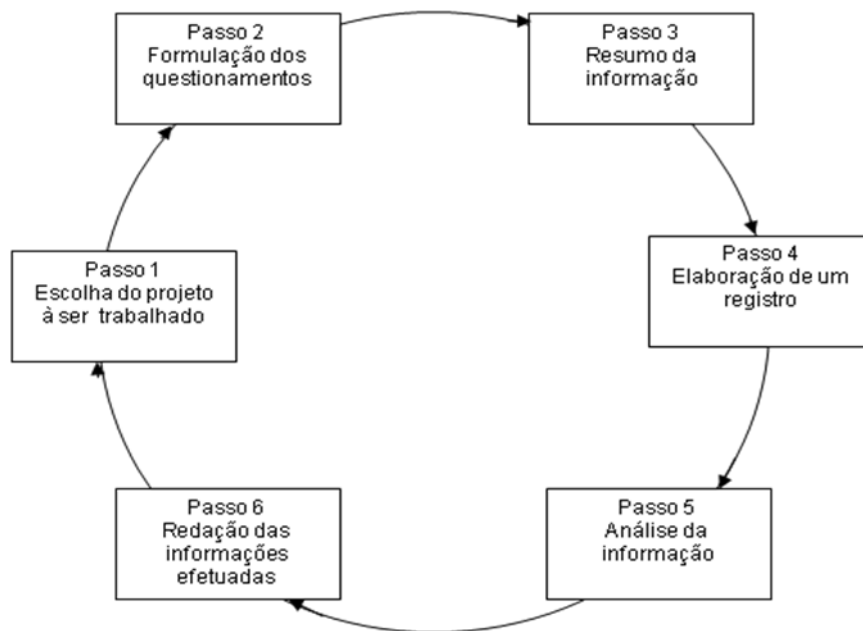 Passo 1
Escolha do projeto
à ser trabalhado
Passo 2
Formulação dos
questionamentos
Passo 3
Resumo da
informação
Passo 4
Elaboração de um
registro
Passo 5
Análise da
informação
Passo 6
Redação das
informações
efetuadas